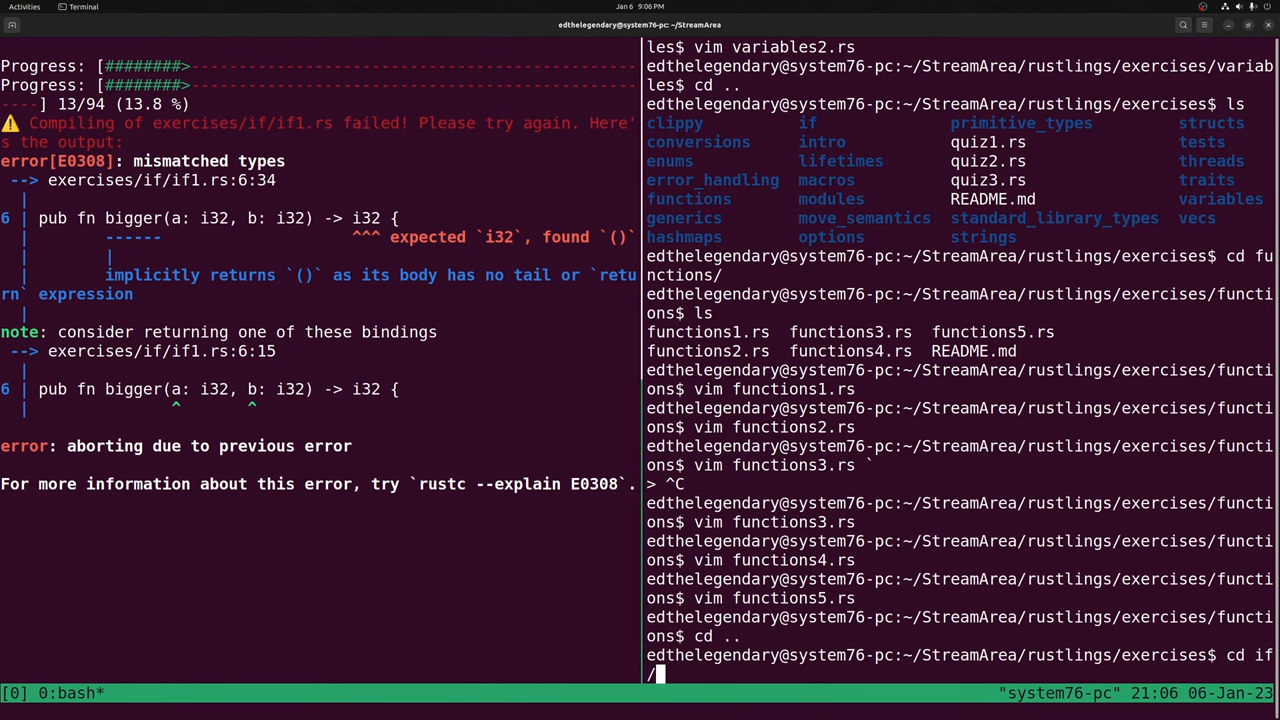 Activities
Terminal
Jan 6 9:06 PM
edthelegendary@system76-pc: ~/StreamArea
Progress: [########>--------------------------------------------------
Progress: [########>--------------------------------------------------
----] 13/94 (13.8 %)
⚠️ Compiling of exercises/if/if1.rs failed! Please try again. Here'
s the output:
error[E0308]: mismatched types
 --> exercises/if/if1.rs:6:34
  |
6 | pub fn bigger(a: i32, b: i32) -> i32 {
  |        ------                    ^^^ expected `i32`, found `()`
  |        |
  |        implicitly returns `()` as its body has no tail or `retu
rn` expression
  |
note: consider returning one of these bindings
 --> exercises/if/if1.rs:6:15
  |
6 | pub fn bigger(a: i32, b: i32) -> i32 {
  |               ^       ^
error: aborting due to previous error
For more information about this error, try `rustc --explain E0308`.
les$ vim variables2.rs
edthelegendary@system76-pc:~/StreamArea/rustlings/exercises/variab
les$ cd ..
edthelegendary@system76-pc:~/StreamArea/rustlings/exercises$ ls
clippy          if              primitive_types         structs
conversions     intro           quiz1.rs                tests
enums           lifetimes       quiz2.rs                threads
error_handling  macros          quiz3.rs                traits
functions       modules         README.md               variables
generics        move_semantics  standard_library_types  vecs
hashmaps        options         strings
edthelegendary@system76-pc:~/StreamArea/rustlings/exercises$ cd fu
nctions/
edthelegendary@system76-pc:~/StreamArea/rustlings/exercises/functi
ons$ ls
functions1.rs  functions3.rs  functions5.rs
functions2.rs  functions4.rs  README.md
edthelegendary@system76-pc:~/StreamArea/rustlings/exercises/functi
ons$ vim functions1.rs
edthelegendary@system76-pc:~/StreamArea/rustlings/exercises/functi
ons$ vim functions2.rs
edthelegendary@system76-pc:~/StreamArea/rustlings/exercises/functi
ons$ vim functions3.rs `
> ^C
edthelegendary@system76-pc:~/StreamArea/rustlings/exercises/functi
ons$ vim functions3.rs
edthelegendary@system76-pc:~/StreamArea/rustlings/exercises/functi
ons$ vim functions4.rs
edthelegendary@system76-pc:~/StreamArea/rustlings/exercises/functi
ons$ vim functions5.rs
edthelegendary@system76-pc:~/StreamArea/rustlings/exercises/functi
ons$ cd ..
edthelegendary@system76-pc:~/StreamArea/rustlings/exercises$ cd if
/
[0] 0:bash*
"system76-pc" 21:06 06-Jan-23